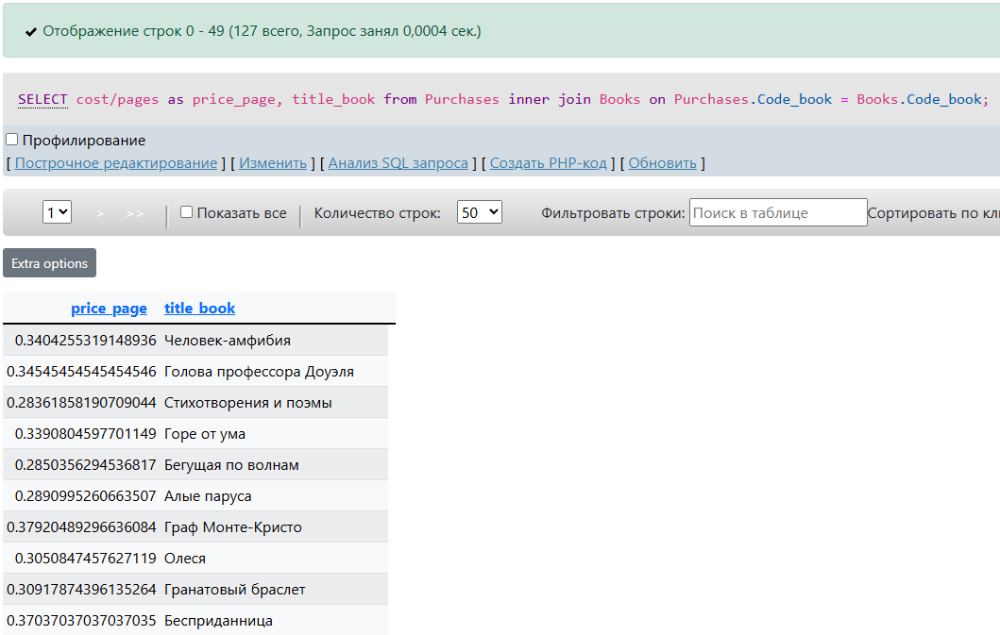 Отображение строк 0 - 49 (127 всего, Запрос занял 0,0004 сек.)
SELECT cost/pages as price_page, title_book from Purchases inner join Books on Purchases.Code_book = Books.Code_book;
Профилирование
[ Построчное редактирование ] [ Изменить ] [ Анализ SQL запроса ] [ Создать PHP-код ] [ Обновить ]
1 > >> | Показать все | Количество строк: 50 Фильтровать строки: Поиск в таблице Сортировать по
Extra options
price_page title_book
0.3404255319148936 Человек-амфибия
0.34545454545454546 Голова профессора Доуэля
0.28361858190709044 Стихотворения и поэмы
0.3390804597701149 Горе от ума
0.2850356294536817 Бегущая по волнам
0.2890995260663507 Алые паруса
0.37920489296636084 Граф Монте-Кристо
0.3050847457627119 Олеся
0.30917874396135264 Гранатовый браслет
0.37037037037037035 Бесприданница